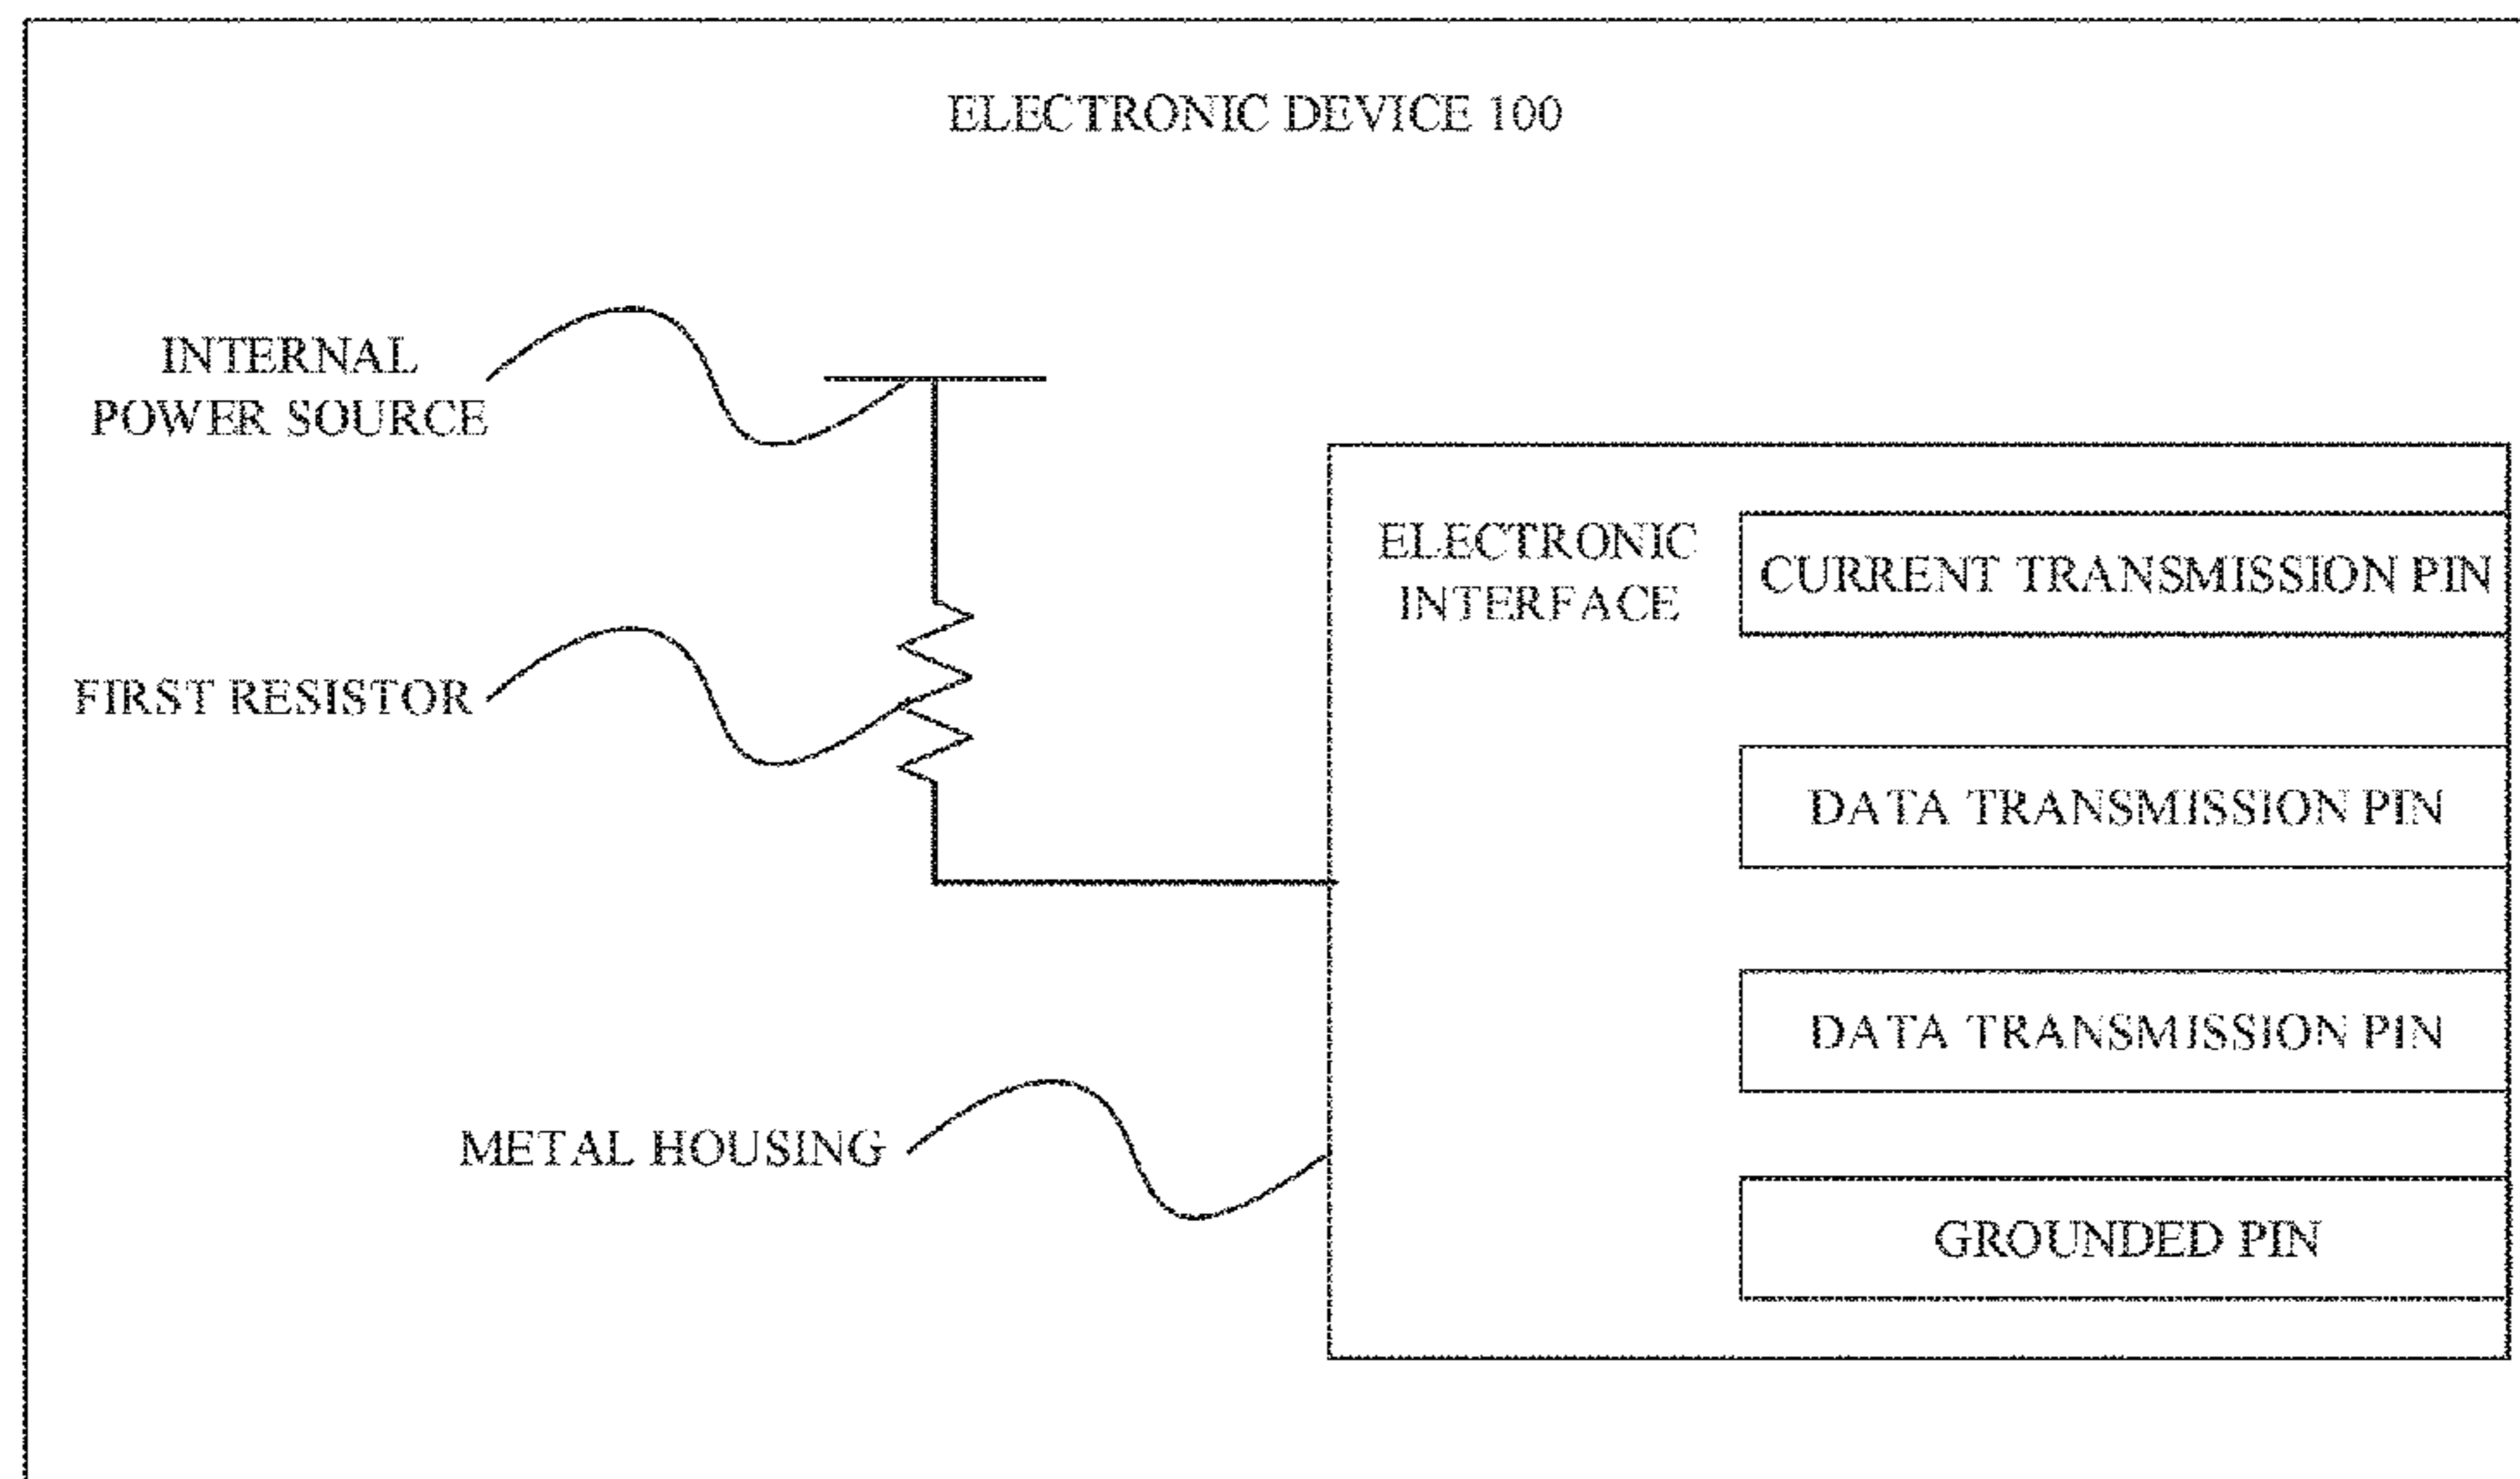 ELECTRONIC DEVICE 100
INTERNAL
POWER SOURCE
FIRST RESISTOR
METAL HOUSING
ELECTRONIC
INTERFACE
CURRENT TRANSMISSION PIN
DATA TRANSMISSION PIN
DATA TRANSMISSION PIN
GROUNDED PIN